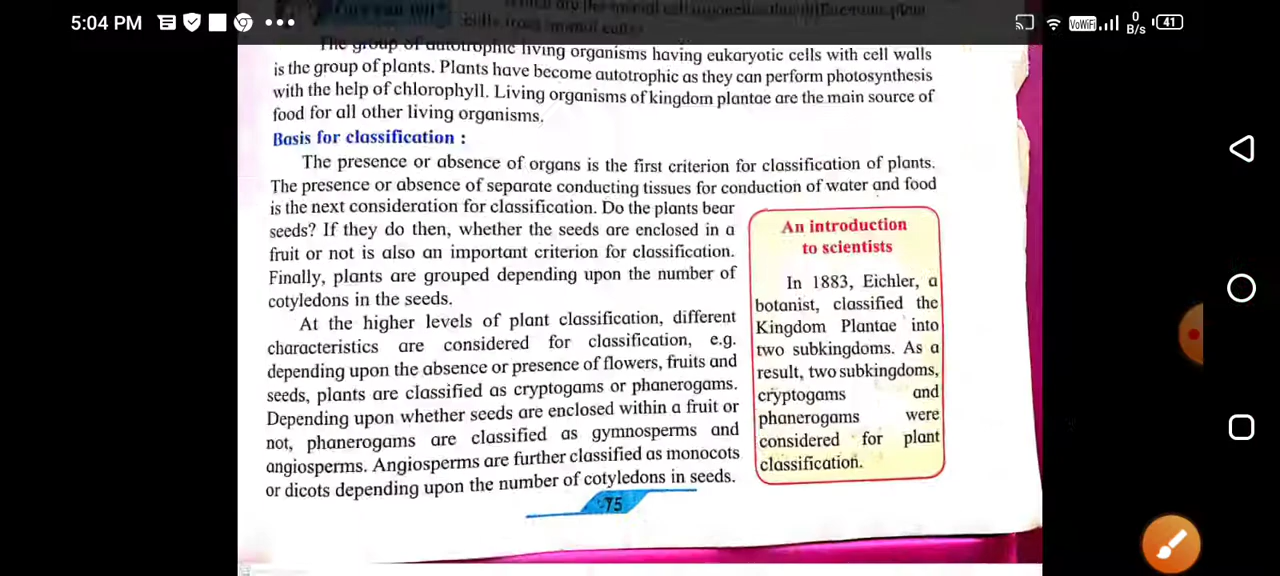 5:04 PM
VoWiFi 0 B/s 41
The group of autotrophic living organisms having eukaryotic cells with cell walls
is the group of plants. Plants have become autotrophic as they can perform photosynthesis
with the help of chlorophyll. Living organisms of kingdom plantae are the main source of
food for all other living organisms.
Basis for classification :
The presence or absence of organs is the first criterion for classification of plants.
The presence or absence of separate conducting tissues for conduction of water and food
is the next consideration for classification. Do the plants bear
seeds? If they do then, whether the seeds are enclosed in a
fruit or not is also an important criterion for classification.
Finally, plants are grouped depending upon the number of
cotyledons in the seeds.
At the higher levels of plant classification, different
characteristics are considered for classification, e.g.
depending upon the absence or presence of flowers, fruits and
seeds, plants are classified as cryptogams or phanerogams.
Depending upon whether seeds are enclosed within a fruit or
not, phanerogams are classified as gymnosperms and
angiosperms. Angiosperms are further classified as monocots
or dicots depending upon the number of cotyledons in seeds.
An introduction
to scientists
In 1883, Eichler, a
botanist, classified the
Kingdom Plantae into
two subkingdoms. As a
result, two subkingdoms,
cryptogams and
phanerogams were
considered for plant
classification.
75